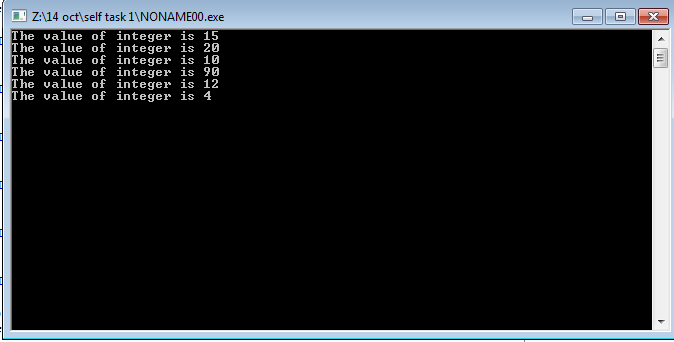 Z:\14 oct\self task 1\NONAME00.exe
The value of integer is 15
The value of integer is 20
The value of integer is 10
The value of integer is 90
The value of integer is 12
The value of integer is 4